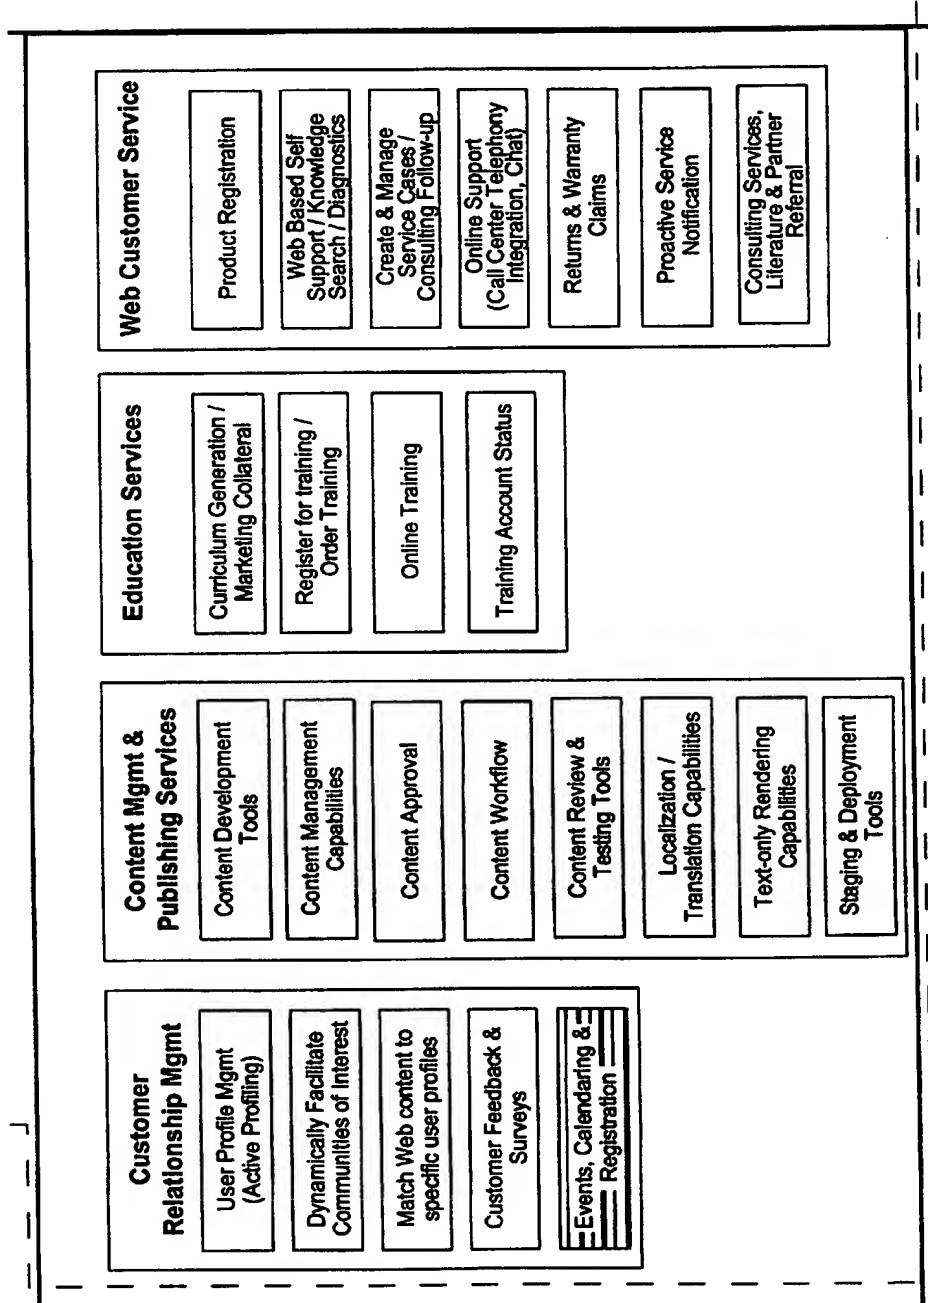 Customer
Relationship Mgmt
User Profile Mgmt
(Active Profiling)
Dynamically Facilitate
Communities of Interest
Match Web content to
specific user profiles
Customer Feedback &
Surveys
Events, Calendaring &
Registration
Content Mgmt &
Publishing Services
Content Development
Tools
Content Management
Capabilities
Content Approval
Content Workflow
Content Review &
Testing Tools
Localization /
Translation Capabilities
Text-only Rendering
Capabilities
Staging & Deployment
Tools
Education Services
Curriculum Generation /
Marketing Collateral
Register for training /
Order Training
Online Training
Training Account Status
Web Customer Service
Product Registration
Web Based Self
Support / Knowledge
Search / Diagnostics
Create & Manage
Service Cases /
Consulting Follow-up
Online Support
(Call Center Telephony
Integration, Chat)
Returns & Warranty
Claims
Proactive Service
Notification
Consulting Services,
Literature & Partner
Referral